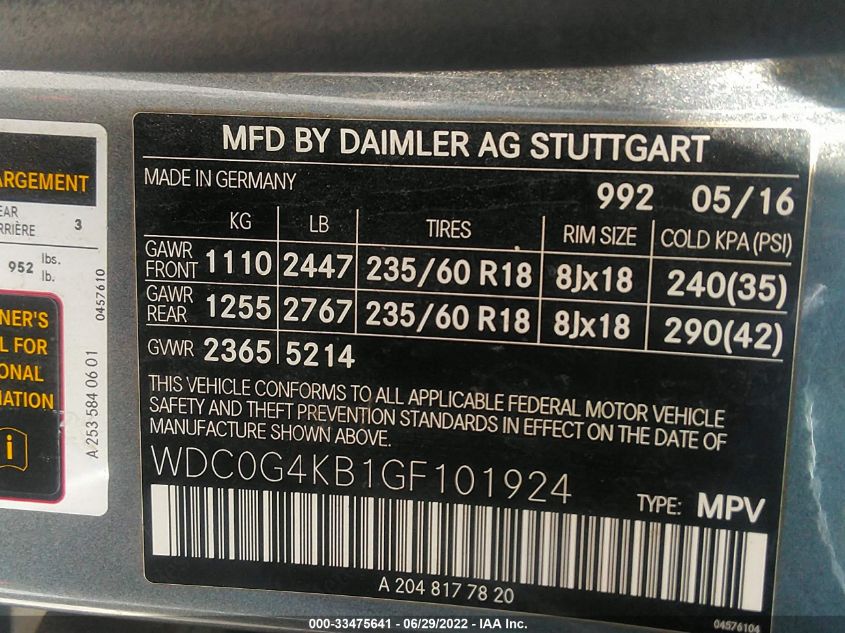 ARGEMENT
EAR
RRIÈRE 3
952 lbs.
lb.
NER'S
L FOR
ONAL
MATION
i
A 253 584 06 01
0457610
MFD BY DAIMLER AG STUTTGART
MADE IN GERMANY
992 05/16
KG LB TIRES RIM SIZE COLD KPA (PSI)
GAWR FRONT 1110 2447 235/60 R18 8Jx18 240(35)
GAWR REAR 1255 2767 235/60 R18 8Jx18 290(42)
GVWR 2365 5214
THIS VEHICLE CONFORMS TO ALL APPLICABLE FEDERAL MOTOR VEHICLE
SAFETY AND THEFT PREVENTION STANDARDS IN EFFECT ON THE DATE OF
MANUFACTURE SHOWN ABOVE.
WDC0G4KB1GF101924
TYPE: MPV
A 204 817 78 20
04576104
000-33475641 - 06/29/2022 - IAA, Inc.